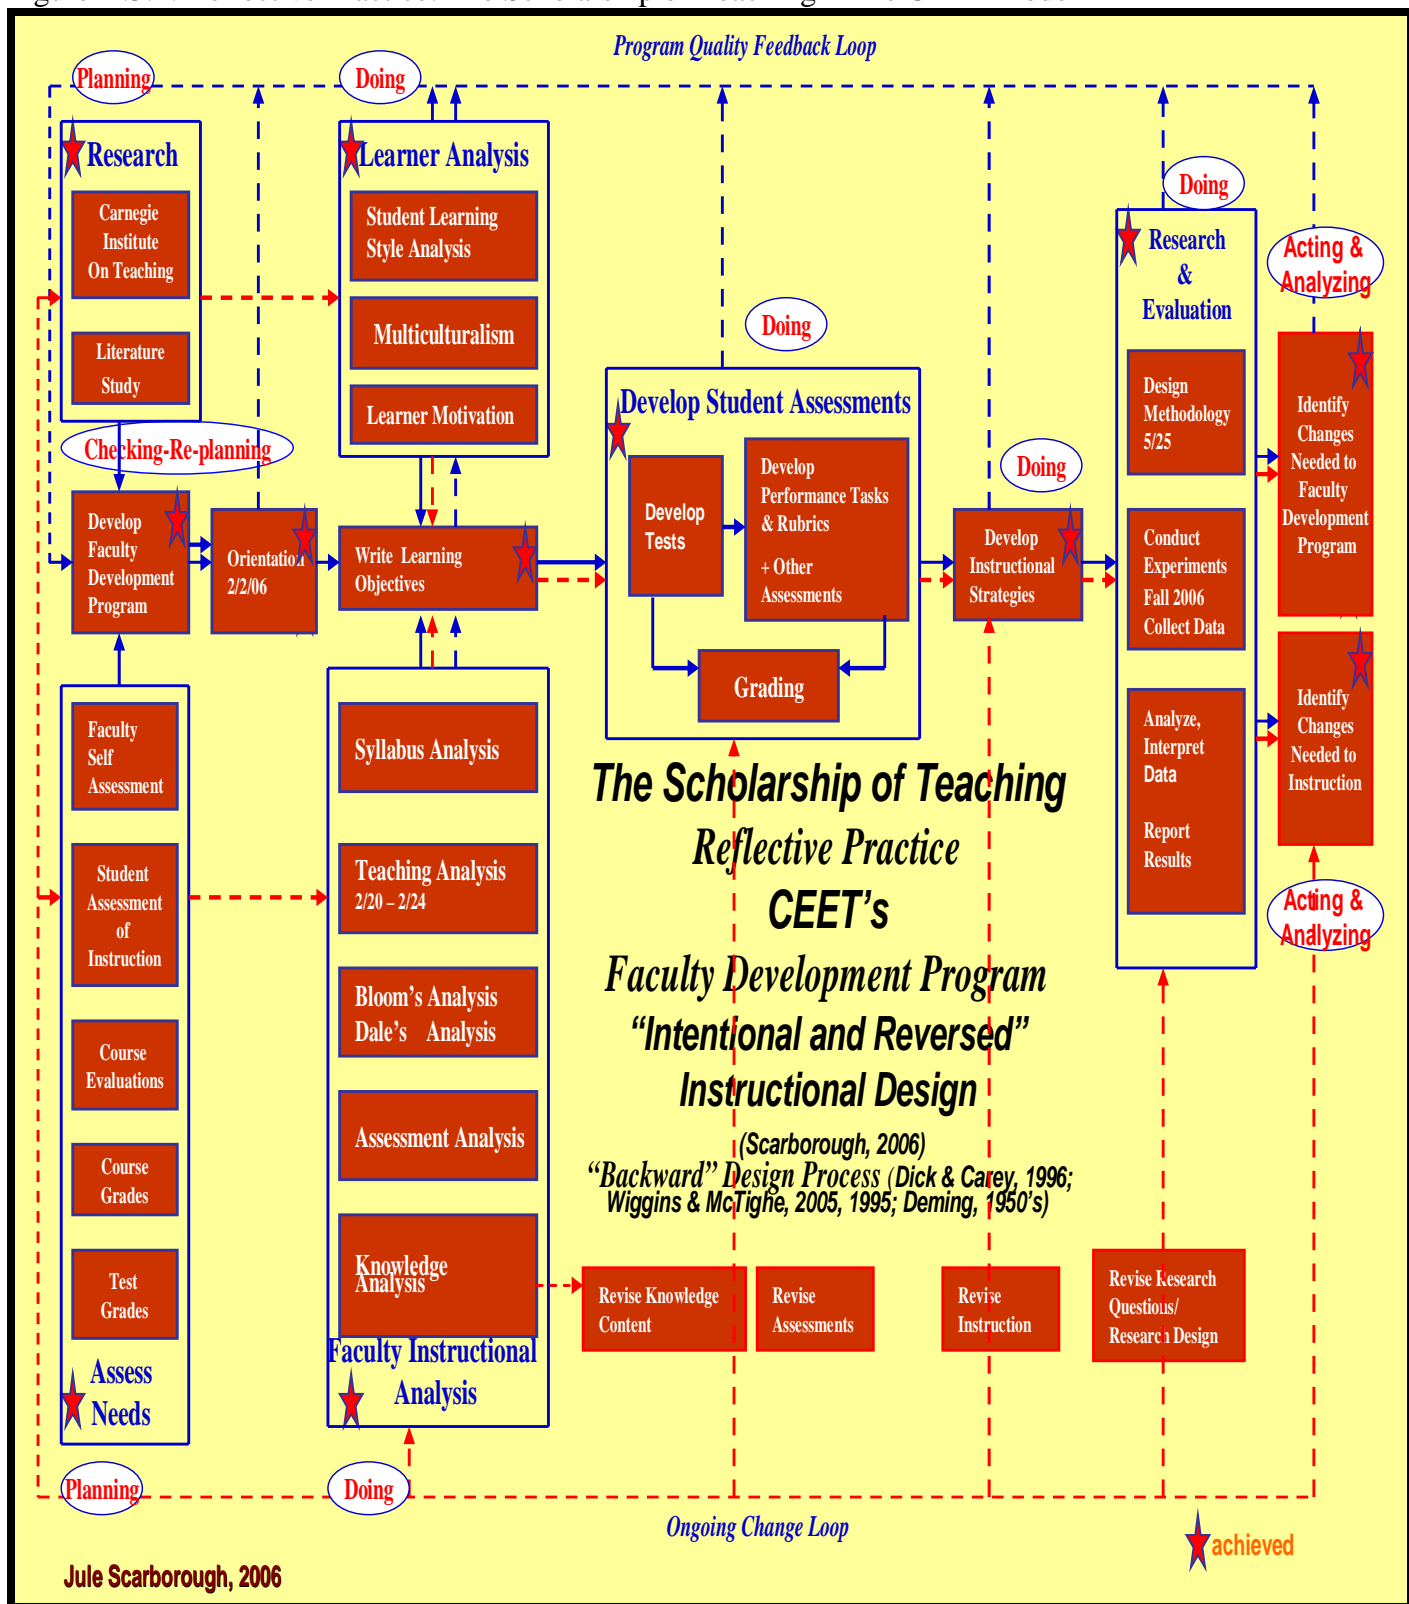 Program Quality Feedback Loop
Planning
Doing
Research
Carnegie
Institute
On Teaching
Literature
Study
Learner Analysis
Student Learning
Style Analysis
Multiculturalism
Learner Motivation
Checking-Re-planning
Develop
Faculty
Development
Program
Orientation
2/2/06
Write Learning
Objectives
Doing
Develop Student Assessments
Develop
Tests
Develop
Performance Tasks
& Rubrics
+ Other
Assessments
Grading
Doing
Develop
Instructional
Strategies
Doing
Research
&
Evaluation
Design
Methodology
5/25
Conduct
Experiments
Fall 2006
Collect Data
Analyze,
Interpret
Data
Report
Results
Acting &
Analyzing
Identify
Changes
Needed to
Faculty
Development
Program
Identify
Changes
Needed to
Instruction
Acting &
Analyzing
Faculty
Self
Assessment
Student
Assessment
of
Instruction
Course
Evaluations
Course
Grades
Test
Grades
Assess
Needs
Syllabus Analysis
Teaching Analysis
2/20 – 2/24
Bloom's Analysis
Dale's Analysis
Assessment Analysis
Knowledge
Analysis
Faculty Instructional
Analysis
The Scholarship of Teaching
Reflective Practice
CEET's
Faculty Development Program
“Intentional and Reversed”
Instructional Design
(Scarborough, 2006)
“Backward” Design Process (Dick & Carey, 1996;
Wiggins & McTighe, 2005, 1995; Deming, 1950's)
Revise Knowledge
Content
Revise
Assessments
Revise
Instruction
Revise Research
Questions/
Research Design
Planning
Doing
Ongoing Change Loop
achieved
Jule Scarborough, 2006